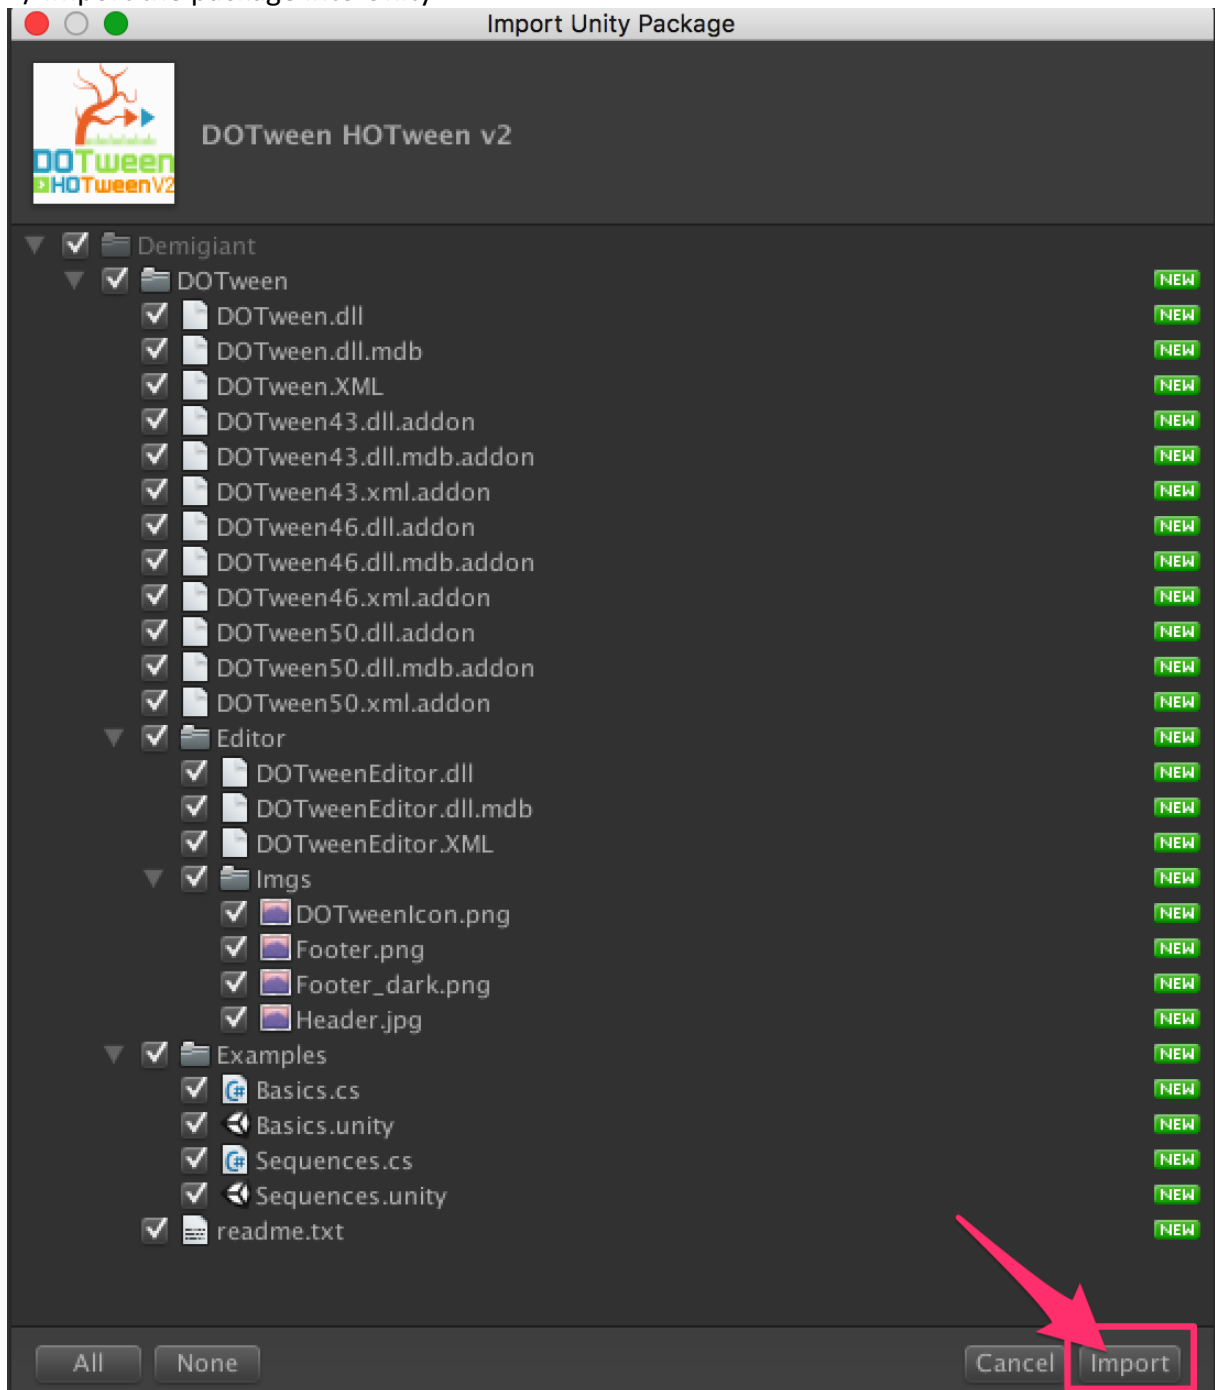 Import Unity Package
DOTween HOTween v2
DOTween
HOTweenV2
Demigiant
DOTween NEW
DOTween.dll NEW
DOTween.dll.mdb NEW
DOTween.XML NEW
DOTween43.dll.addon NEW
DOTween43.dll.mdb.addon NEW
DOTween43.xml.addon NEW
DOTween46.dll.addon NEW
DOTween46.dll.mdb.addon NEW
DOTween46.xml.addon NEW
DOTween50.dll.addon NEW
DOTween50.dll.mdb.addon NEW
DOTween50.xml.addon NEW
Editor NEW
DOTweenEditor.dll NEW
DOTweenEditor.dll.mdb NEW
DOTweenEditor.XML NEW
Imgs NEW
DOTweenIcon.png NEW
Footer.png NEW
Footer_dark.png NEW
Header.jpg NEW
Examples NEW
Basics.cs NEW
Basics.unity NEW
Sequences.cs NEW
Sequences.unity NEW
readme.txt NEW
All None Cancel Import